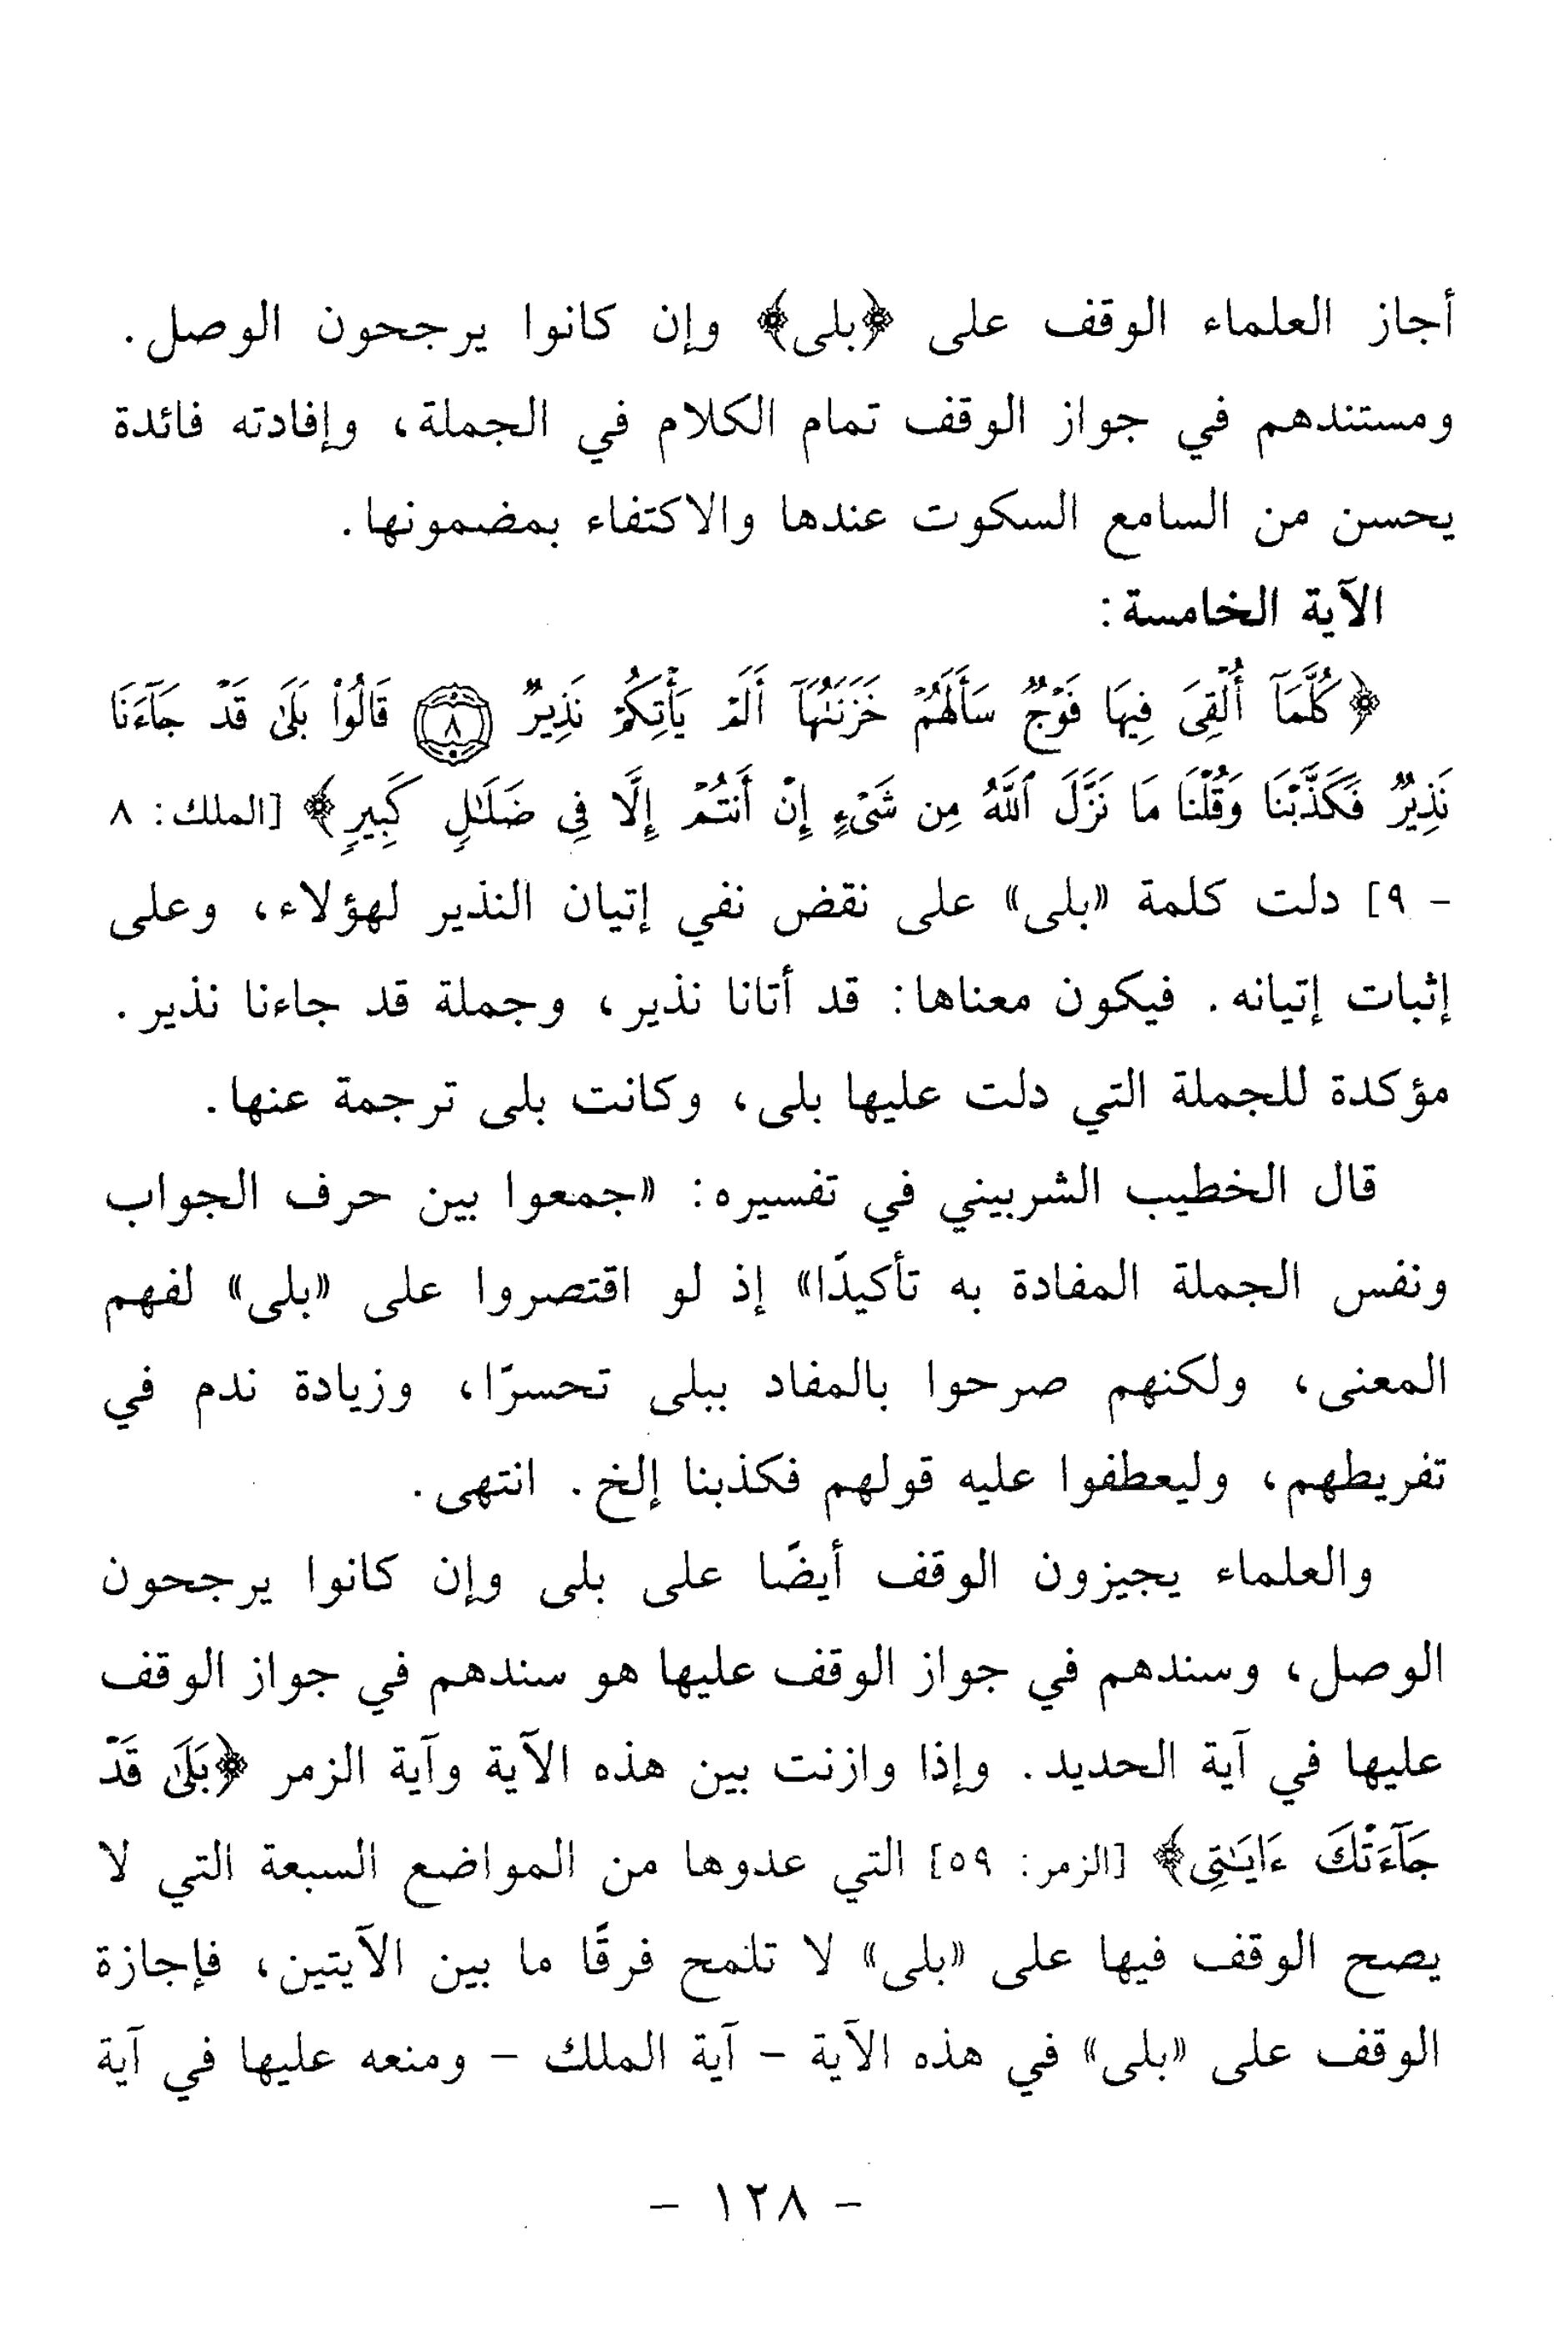 أجاز العلماء الوقف على ﴿بلى﴾ وإن كانوا يرجحون الوصل.
ومستندهم في جواز الوقف تمام الكلام في الجملة، وإفادته فائدة
يحسن من السامع السكوت عندها والاكتفاء بمضمونها.
الآية الخامسة:
﴿كُلَّمَآ أُلْقِىَ فِيهَا فَوْجٌ سَأَلَهُمْ خَزَنَتُهَآ أَلَمْ يَأْتِكُمْ نَذِيرٌ ٨ قَالُوا۟ بَلَىٰ قَدْ جَآءَنَا
نَذِيرٌ فَكَذَّبْنَا وَقُلْنَا مَا نَزَّلَ ٱللَّهُ مِن شَىْءٍ إِنْ أَنتُمْ إِلَّا فِى ضَلَـٰلٍ كَبِيرٍ﴾ [الملك: ٨
- ٩] دلت كلمة «بلى» على نقض نفي إتيان النذير لهؤلاء، وعلى
إثبات إتيانه. فيكون معناها: قد أتانا نذير، وجملة قد جاءنا نذير.
مؤكدة للجملة التي دلت عليها بلى، وكانت بلى ترجمة عنها.
قال الخطيب الشربيني في تفسيره: «جمعوا بين حرف الجواب
ونفس الجملة المفادة به تأكيدًا» إذ لو اقتصروا على «بلى» لفهم
المعنى، ولكنهم صرحوا بالمفاد ببلى تحسرًا، وزيادة ندم في
تفريطهم، وليعطفوا عليه قولهم فكذبنا إلخ. انتهى.
والعلماء يجيزون الوقف أيضًا على بلى وإن كانوا يرجحون
الوصل، وسندهم في جواز الوقف عليها هو سندهم في جواز الوقف
عليها في آية الحديد. وإذا وازنت بين هذه الآية وآية الزمر ﴿بَلَىٰ قَدْ
جَآءَتْكَ ءَايَـٰتِى﴾ [الزمر: ٥٩] التي عدوها من المواضع السبعة التي لا
يصح الوقف فيها على «بلى» لا تلمح فرقًا ما بين الآيتين، فإجازة
الوقف على «بلى» في هذه الآية - آية الملك - ومنعه عليها في آية
- ١٢٨ -